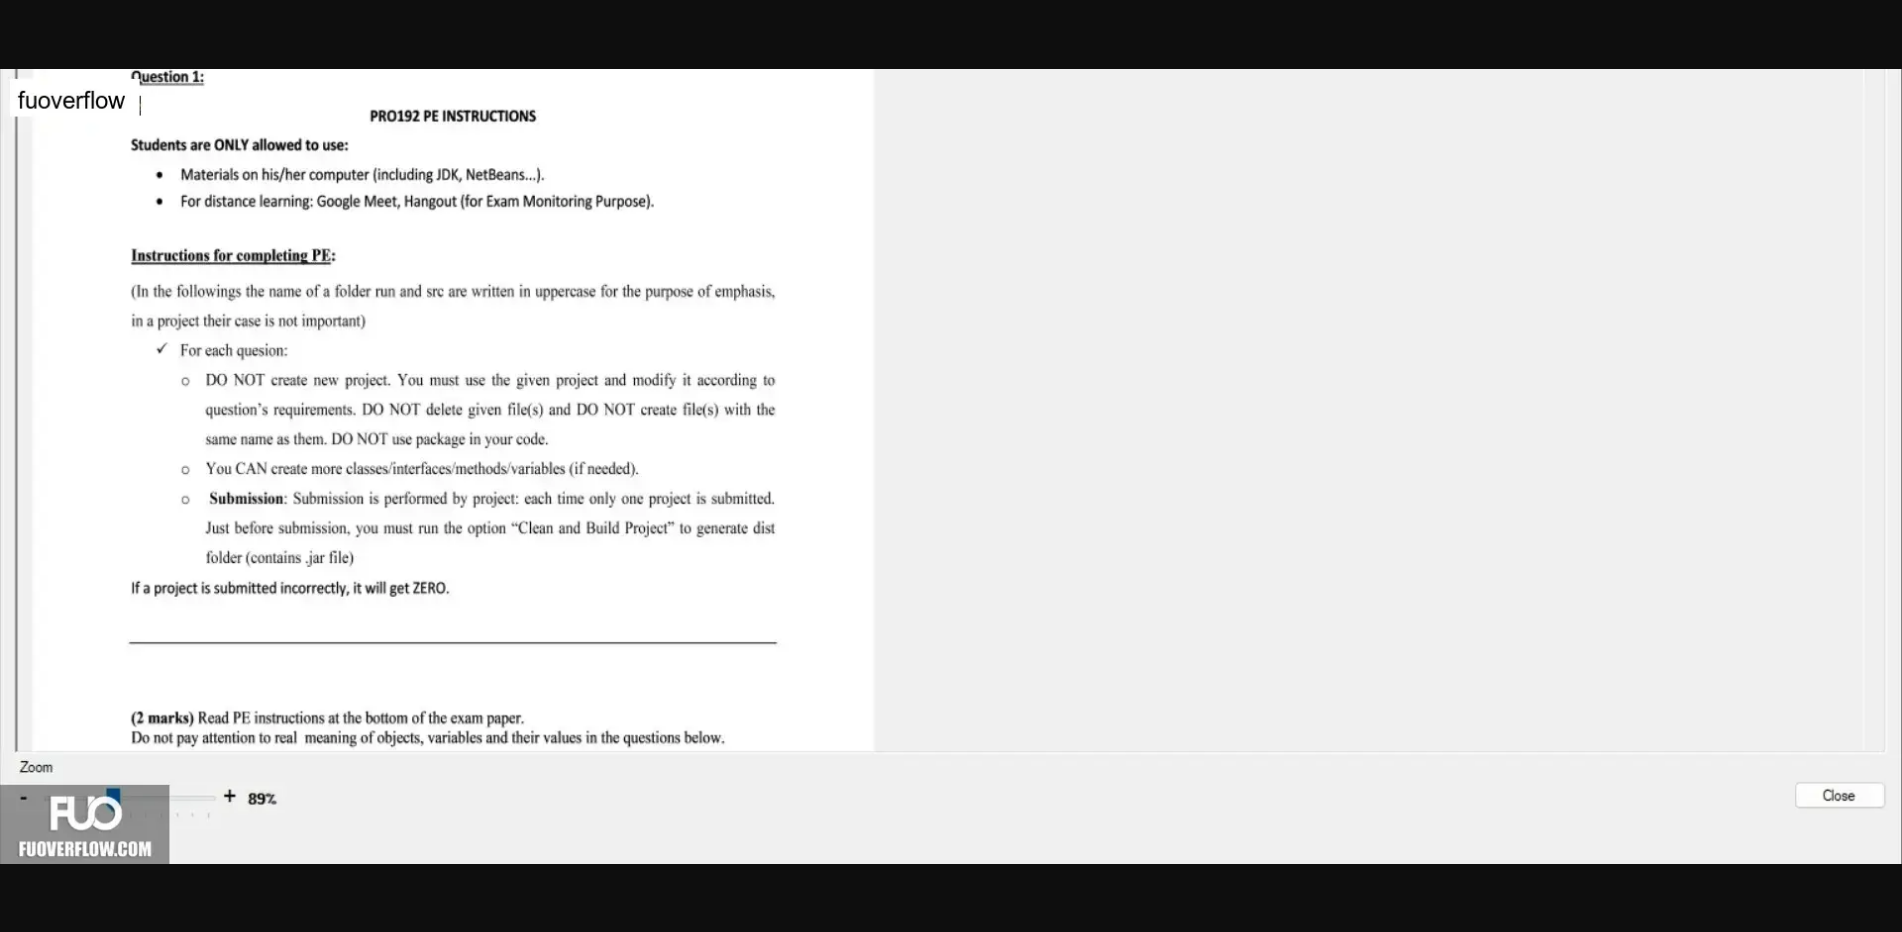 Question 1:
fuoverflow
PRO192 PE INSTRUCTIONS
Students are ONLY allowed to use:
• Materials on his/her computer (including JDK, NetBeans...).
• For distance learning: Google Meet, Hangout (for Exam Monitoring Purpose).
Instructions for completing PE:
(In the followings the name of a folder run and src are written in uppercase for the purpose of emphasis,
in a project their case is not important)
✓ For each quesion:
o DO NOT create new project. You must use the given project and modify it according to
question’s requirements. DO NOT delete given file(s) and DO NOT create file(s) with the
same name as them. DO NOT use package in your code.
o You CAN create more classes/interfaces/methods/variables (if needed).
o Submission: Submission is performed by project: each time only one project is submitted.
Just before submission, you must run the option “Clean and Build Project” to generate dist
folder (contains .jar file)
If a project is submitted incorrectly, it will get ZERO.
(2 marks) Read PE instructions at the bottom of the exam paper.
Do not pay attention to real meaning of objects, variables and their values in the questions below.
Zoom
- + 89%
Close
FUO
FUOVERFLOW.COM